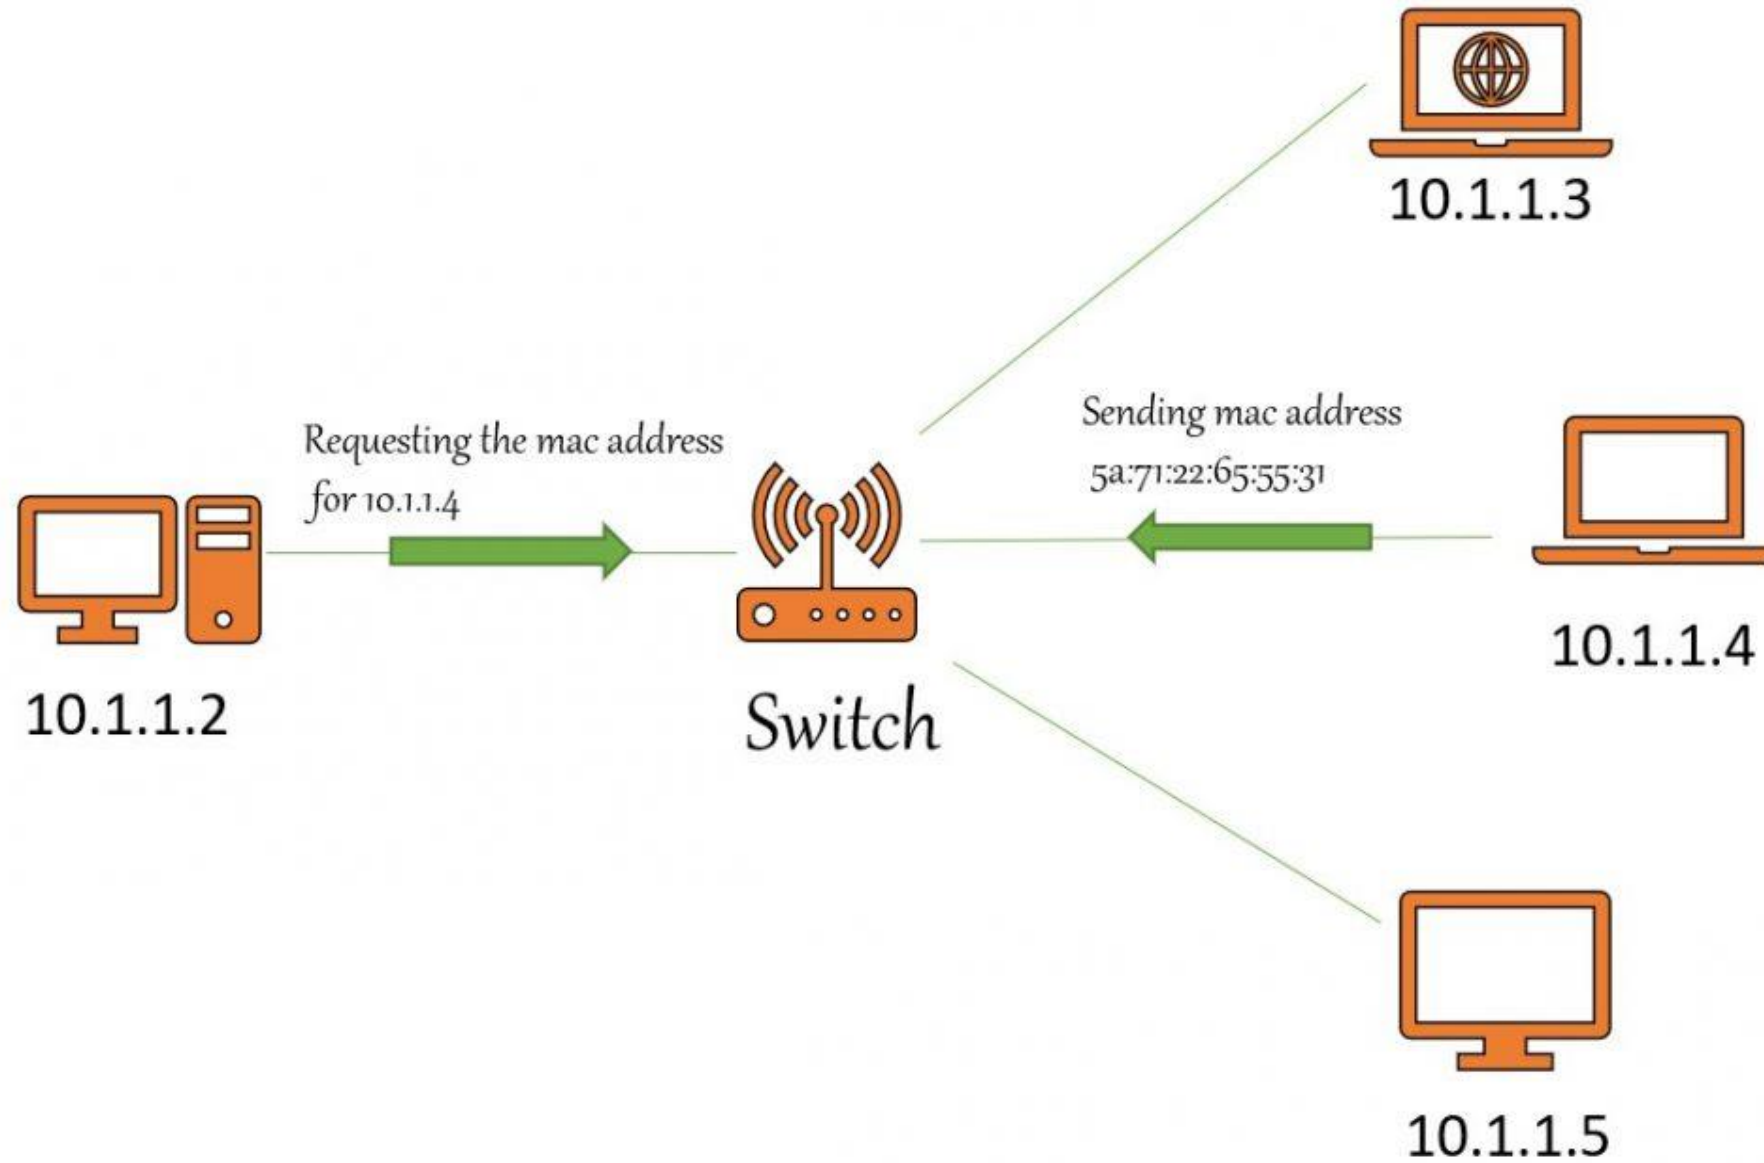 10.1.1.3
Requesting the mac address
for 10.1.1.4
Sending mac address
5a:71:22:65:55:31
10.1.1.2
Switch
10.1.1.4
10.1.1.5